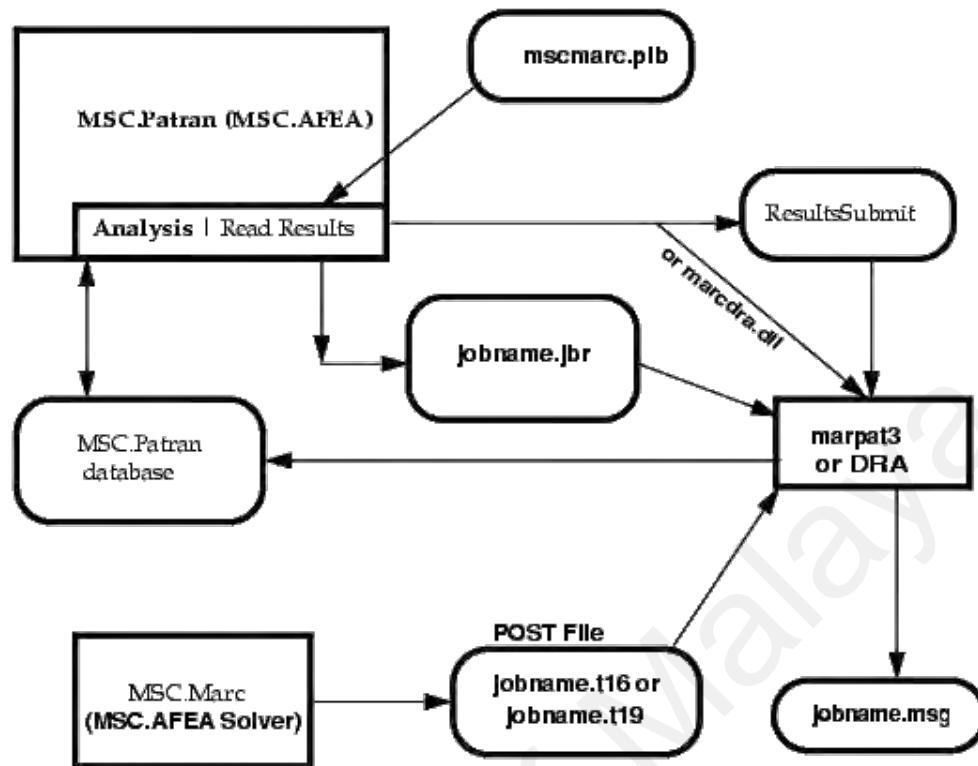 mscmarc.plb
MSC.Patran (MSC.AFEA)
Analysis | Read Results
ResultsSubmit
or marcdra.dll
jobname.jbr
MSC.Patran
database
marpat3
or DRA
POST File
MSC.Marc
(MSC.AFEA Solver)
jobname.t16 or
jobname.t19
jobname.msg
Malaya